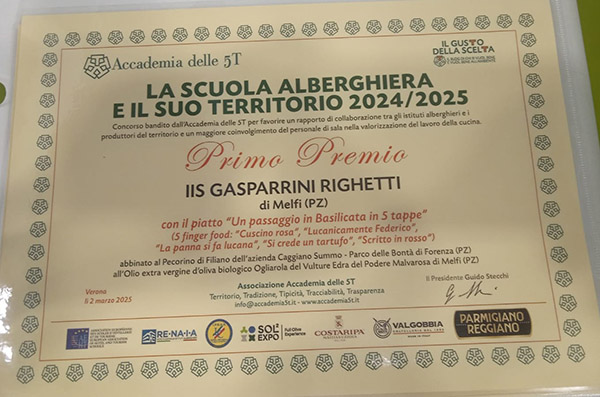 Accademia delle 5T
IL GUSTO
DELLA SCELTA
LA SCUOLA ALBERGHIERA
E IL SUO TERRITORIO 2024/2025
Concorso bandito dall'Accademia delle 5T per favorire un rapporto di collaborazione tra gli istituti alberghieri e i
produttori del territorio e un maggiore coinvolgimento del personale di sala nella valorizzazione del lavoro della cucina.
Primo Premio
IIS GASPARRINI RIGHETTI
di Melfi (PZ)
con il piatto "Un passaggio in Basilicata in 5 tappe"
(5 finger food: "Cuscino rosa", "Lucanicamente Federico",
"La panna si fa lucana", "Si crede un tartufo", "Scritto in rosso")
abbinato al Pecorino di Filiano dell'azienda Caggiano Summo - Parco delle Bontà di Forenza (PZ)
all'Olio extra vergine d'oliva biologico Ogliarola del Vulture Edra del Podere Malvarosa di Melfi (PZ)
Verona
lì 2 marzo 2025
Associazione Accademia delle 5T
Territorio, Tradizione, Tipicità, Tracciabilità, Trasparenza
info@accademia5t.it - www.accademia5t.it
Il Presidente Guido Stecchi
RE·NA·I·A
SOL2EXPO
Full Olive
Experience
COSTARIPA
VALGOBBIA
PARMIGIANO
REGGIANO